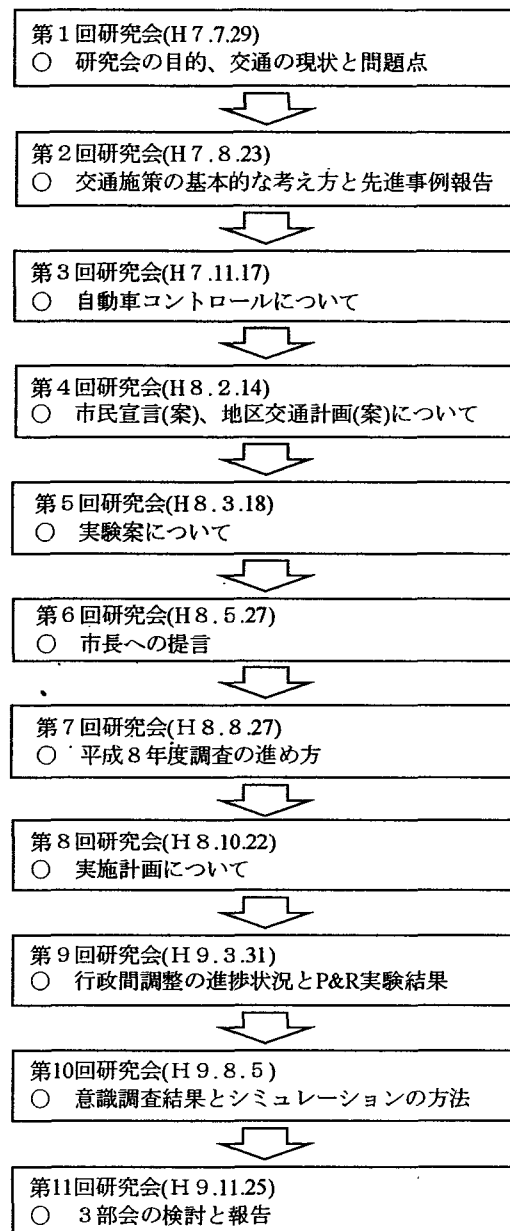 第１回研究会(H７.７.29)
○　研究会の目的、交通の現状と問題点
第２回研究会(H７.８.23)
○　交通施策の基本的な考え方と先進事例報告
第３回研究会(H７.11.17)
○　自動車コントロールについて
第４回研究会(H８.２.14)
○　市民宣言(案)、地区交通計画(案)について
第５回研究会(H８.３.18)
○　実験案について
第６回研究会(H８.５.27)
○　市長への提言
第７回研究会(H８.８.27)
○　平成８年度調査の進め方
第８回研究会(H８.10.22)
○　実施計画について
第９回研究会(H９.３.31)
○　行政間調整の進捗状況とP&R実験結果
第10回研究会(H９.８.５)
○　意識調査結果とシミュレーションの方法
第11回研究会(H９.11.25)
○　３部会の検討と報告